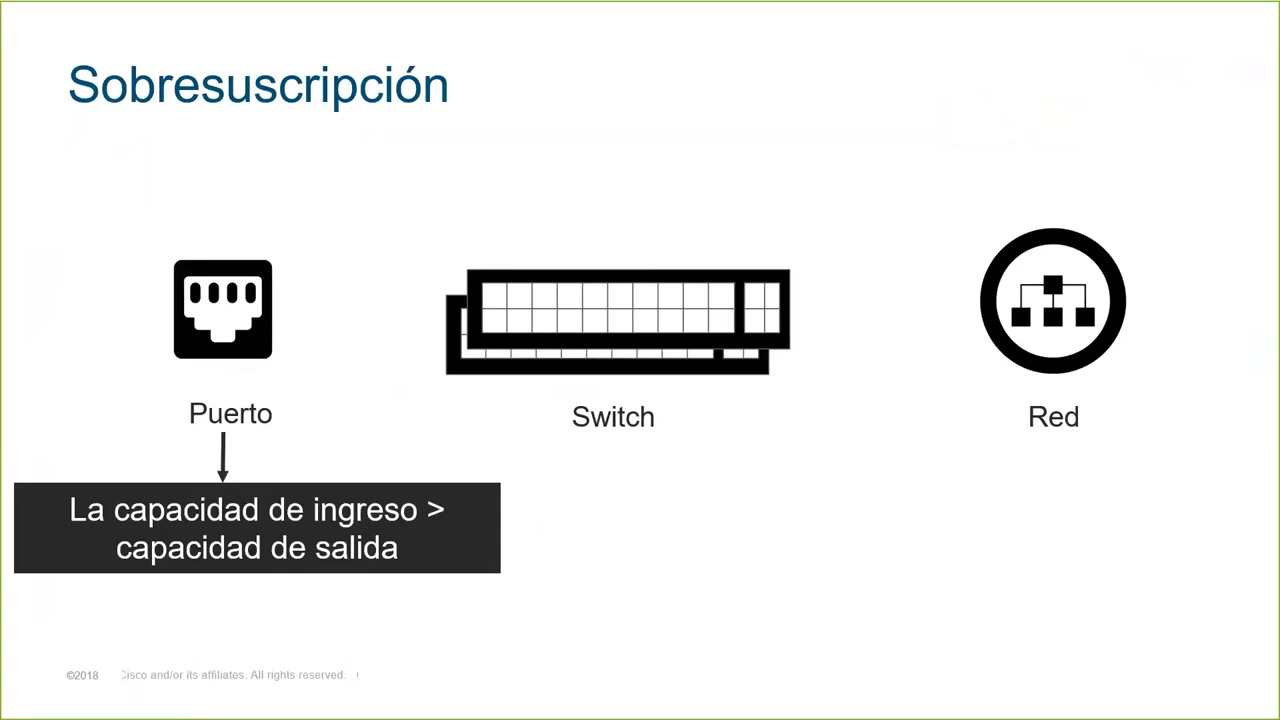 Sobresuscripción
Puerto
Switch
Red
La capacidad de ingreso >
capacidad de salida
©2018 Cisco and/or its affiliates. All rights reserved.